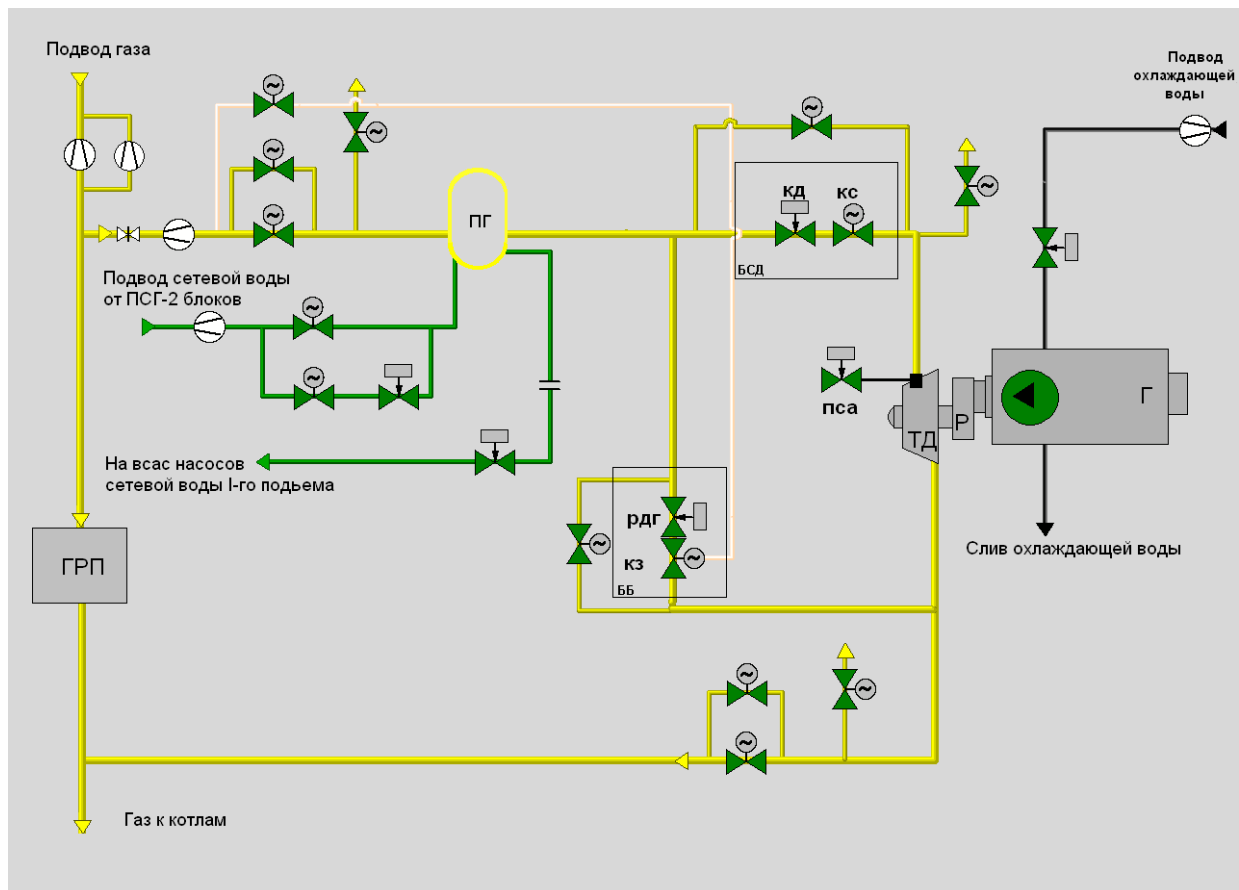 Подвод газа
Подвод
охлаждающей
воды
ПГ
кд
кс
БСД
Подвод сетевой воды
от ПСГ-2 блоков
пса
ТД
Р
Г
На всас насосов
сетевой воды I-го подьема
рдг
кз
ББ
Слив охлаждающей воды
ГРП
Газ к котлам